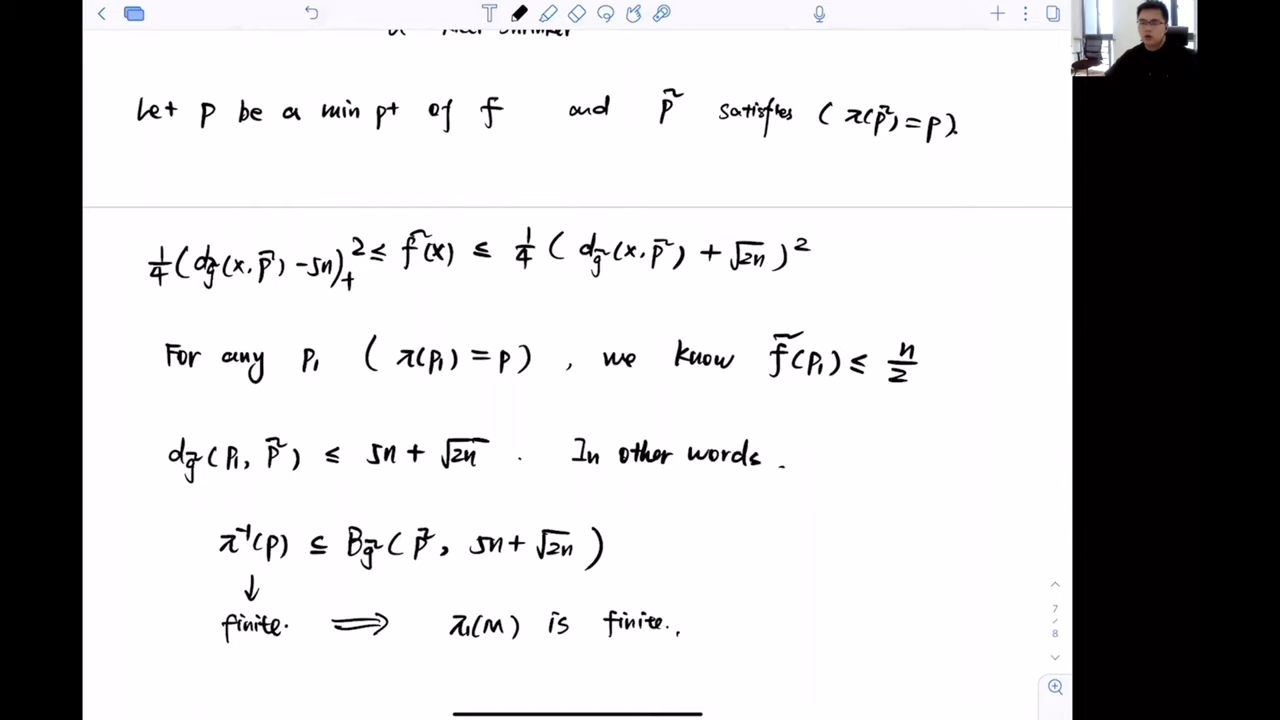 Let p be a min pt of f and p̃ satisfies (π(p̃)=p).
1/4 (d_g̃(x, p̃) - 5n)_+^2 ≤ f̃(x) ≤ 1/4 (d_g̃(x, p̃) + √2n)^2
For any p₁ (π(p₁) = p), we know f̃(p₁) ≤ n/2
d_g̃(p₁, p̃) ≤ 5n + √2n. In other words.
π⁻¹(p) ⊆ B_g̃(p̃, 5n + √2n)
↓
finite. ⟹ π₁(M) is finite..
7
/
8